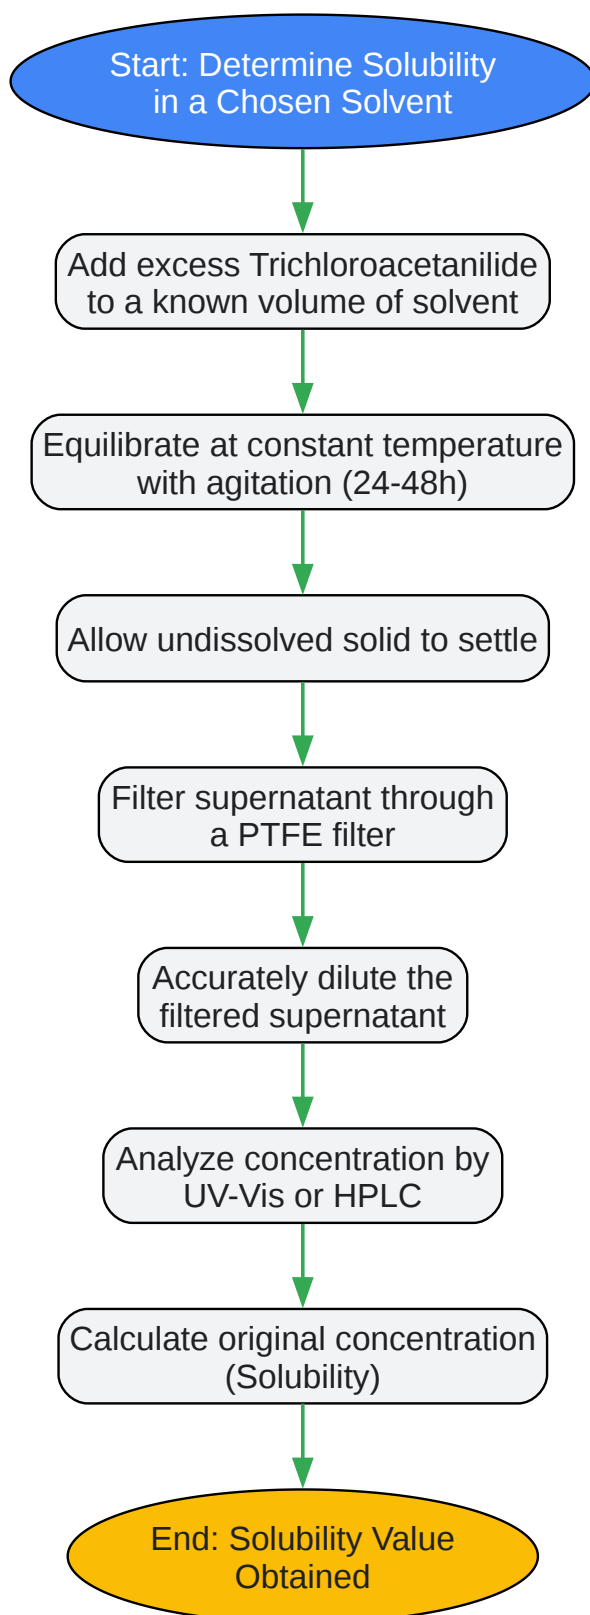 Start: Determine Solubility
in a Chosen Solvent
Add excess Trichloroacetanilide
to a known volume of solvent
Equilibrate at constant temperature
with agitation (24-48h)
Allow undissolved solid to settle
Filter supernatant through
a PTFE filter
Accurately dilute the
filtered supernatant
Analyze concentration by
UV-Vis or HPLC
Calculate original concentration
(Solubility)
End: Solubility Value
Obtained